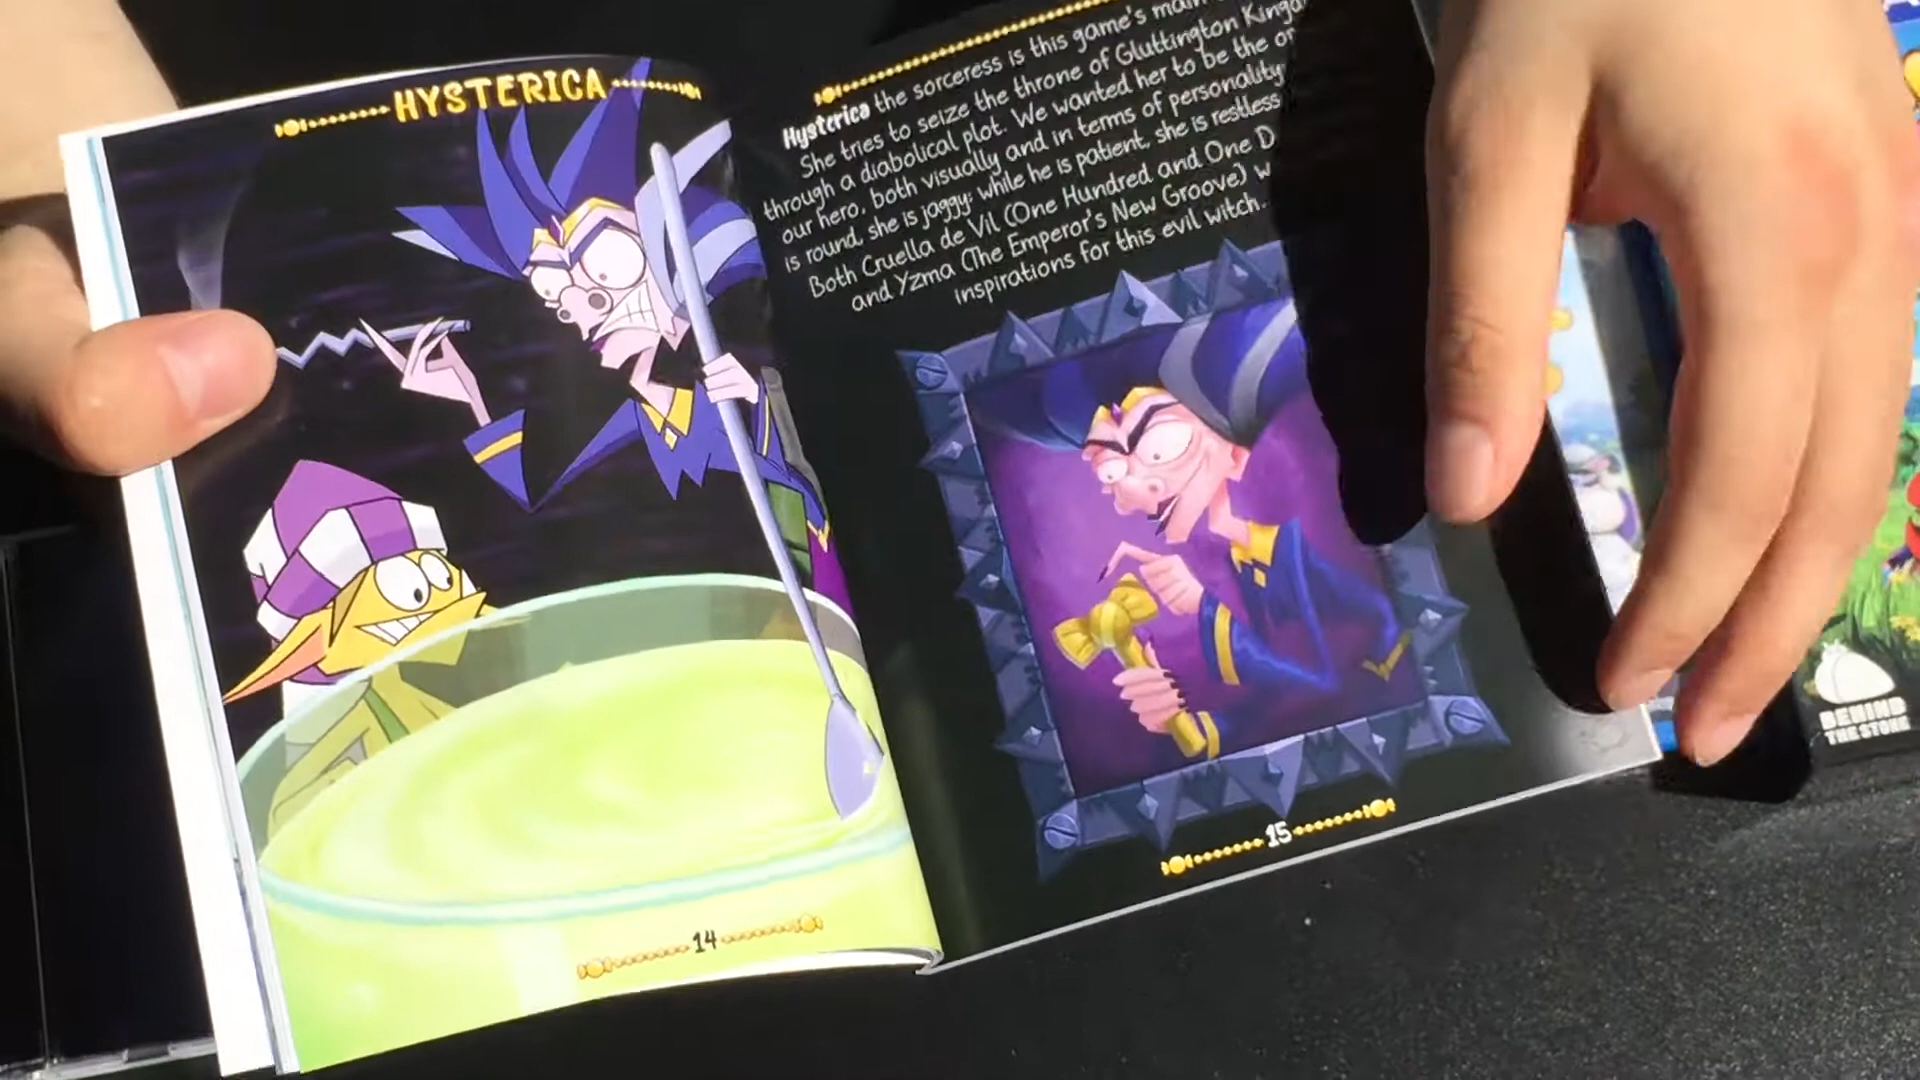 HYSTERICA
14
Hysterica the sorceress is this game's main
She tries to seize the throne of Gluttington
through a diabolical plot. We wanted her to be the
our hero, both visually and in terms of personality
is round, she is jaggy; while he is patient, she is restless
Both Cruella de Vil (One Hundred and One
and Yzma (The Emperor's New Groove)
inspirations for this evil witch.
15
BEHIND
THE STONE